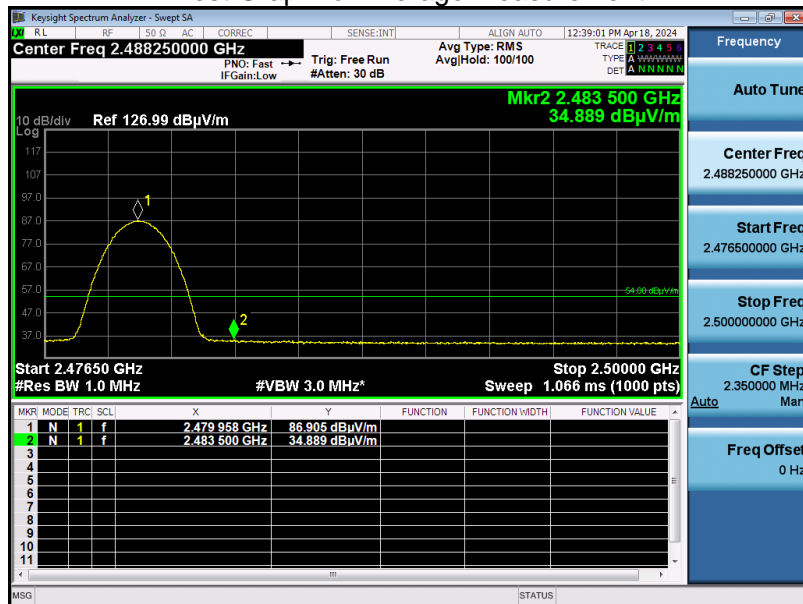 Keysight Spectrum Analyzer - Swept SA
RL RF 50 Ω AC CORREC SENSE:INT ALIGN AUTO 12:39:01 PM Apr 18, 2024
Center Freq 2.488250000 GHz
PNO: Fast
IFGain:Low
Trig: Free Run
#Atten: 30 dB
Avg Type: RMS
Avg|Hold: 100/100
TRACE 1 2 3 4 5 6
TYPE A WWWWW
DET A N N N N N
Mkr2 2.483 500 GHz
34.889 dBµV/m
10 dB/div Ref 126.99 dBµV/m
Log
117
107
97.0
87.0
77.0
67.0
57.0
47.0
37.0
1
2
54.00 dBµV/m
Start 2.47650 GHz Stop 2.50000 GHz
#Res BW 1.0 MHz #VBW 3.0 MHz* Sweep 1.066 ms (1000 pts)
MKR MODE TRC SCL X Y FUNCTION FUNCTION WIDTH FUNCTION VALUE
1 N 1 f 2.479 958 GHz 86.905 dBµV/m
2 N 1 f 2.483 500 GHz 34.889 dBµV/m
3
4
5
6
7
8
9
10
11
MSG STATUS
Frequency
Auto Tune
Center Freq
2.488250000 GHz
Start Freq
2.476500000 GHz
Stop Freq
2.500000000 GHz
CF Step
2.350000 MHz
Auto Man
Freq Offset
0 Hz